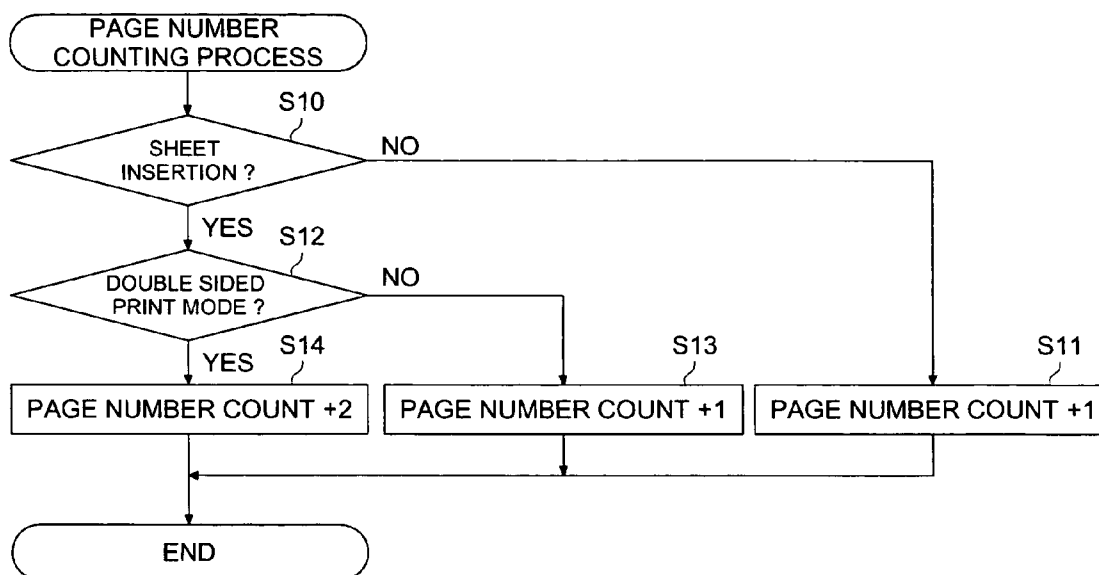 PAGE NUMBER
COUNTING PROCESS
S10
SHEET
INSERTION ?
NO
YES
S12
DOUBLE SIDED
PRINT MODE ?
NO
YES
S14
S13
S11
PAGE NUMBER COUNT +2
PAGE NUMBER COUNT +1
PAGE NUMBER COUNT +1
END